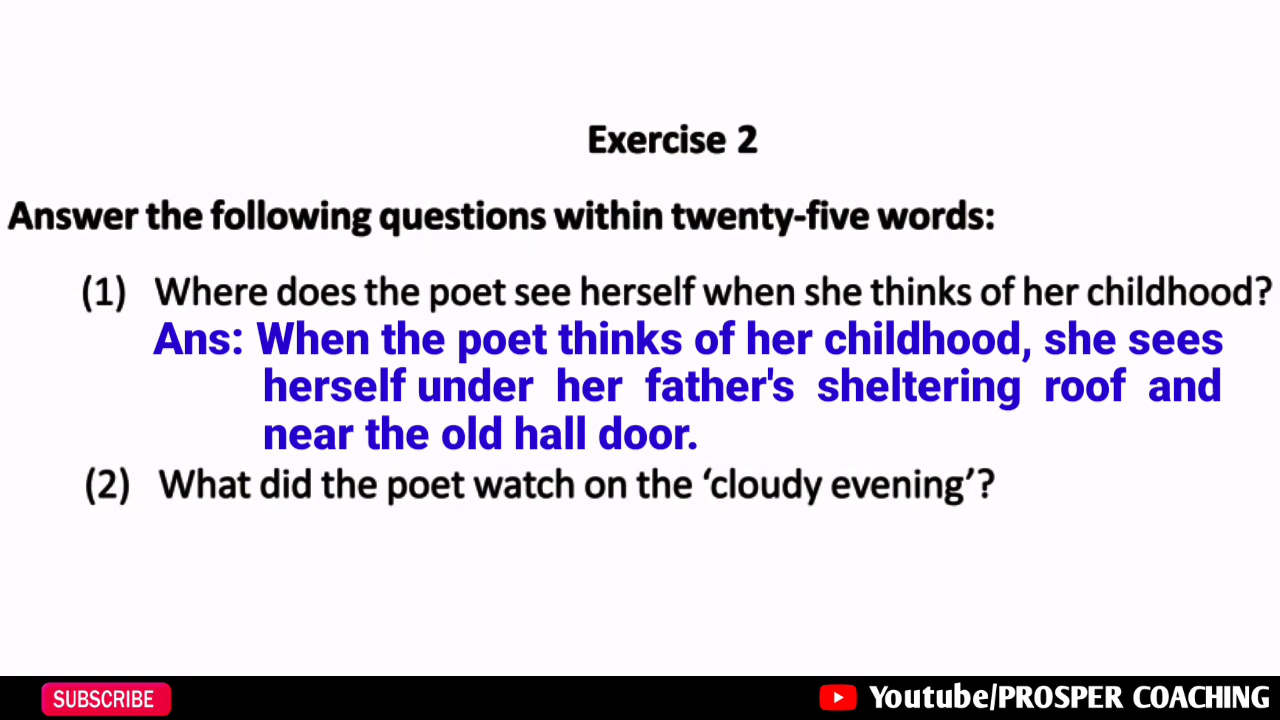 Exercise 2
Answer the following questions within twenty-five words:
(1) Where does the poet see herself when she thinks of her childhood?
Ans: When the poet thinks of her childhood, she sees
herself under her father's sheltering roof and
near the old hall door.
(2) What did the poet watch on the ‘cloudy evening’?
SUBSCRIBE
Youtube/PROSPER COACHING